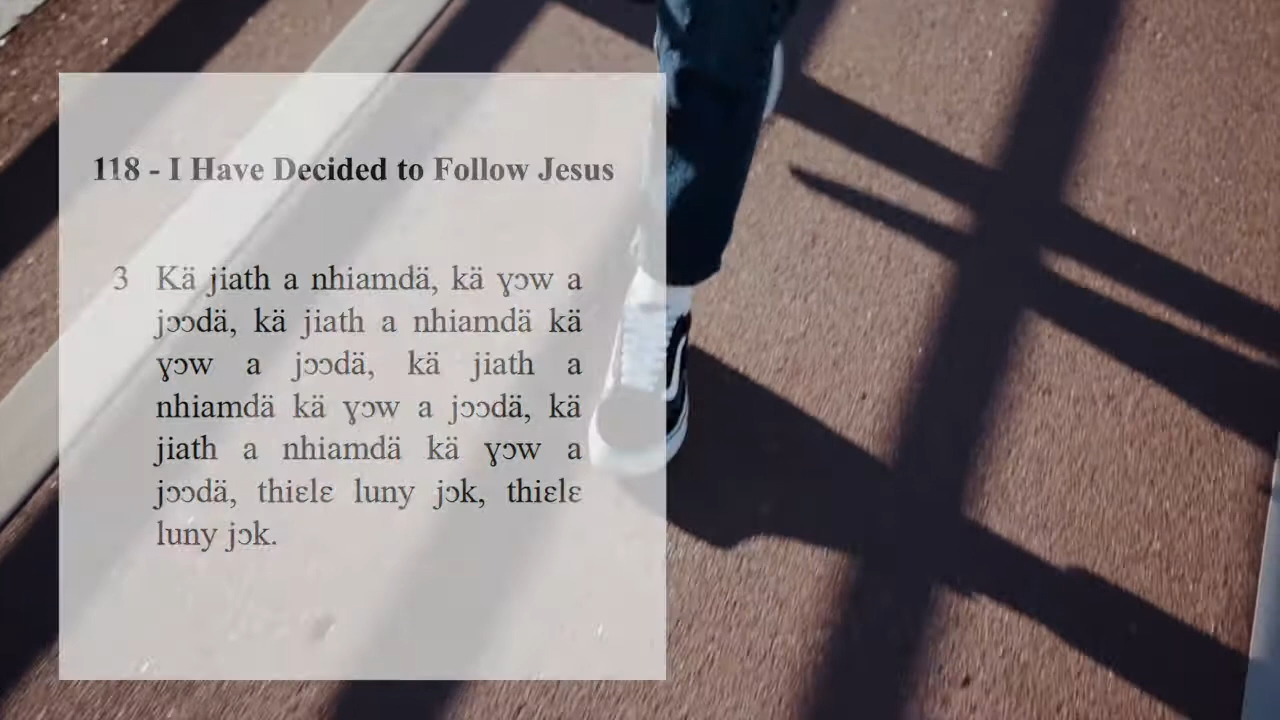 118 - I Have Decided to Follow Jesus
3 Kä jiath a nhiamdä, kä ɣɔw a
jɔɔdä, kä jiath a nhiamdä kä
ɣɔw a jɔɔdä, kä jiath a
nhiamdä kä ɣɔw a jɔɔdä, kä
jiath a nhiamdä kä ɣɔw a
jɔɔdä, thiɛlɛ luny jɔk, thiɛlɛ
luny jɔk.